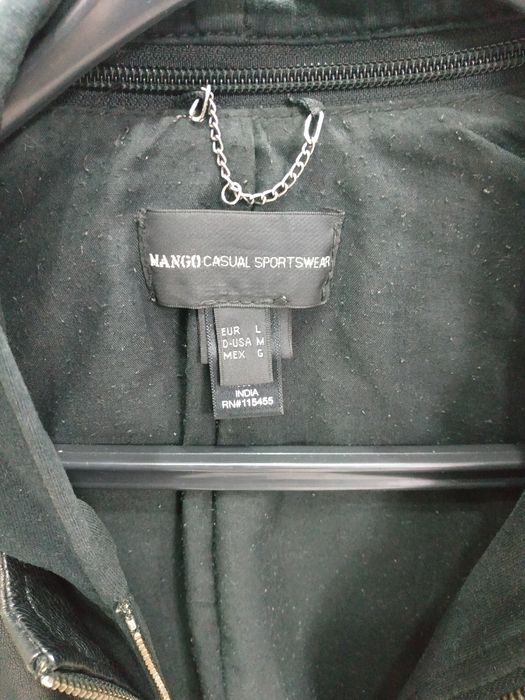 MANGO CASUAL SPORTSWEAR
EUR L
D-USA M
MEX G
INDIA
RN#115455